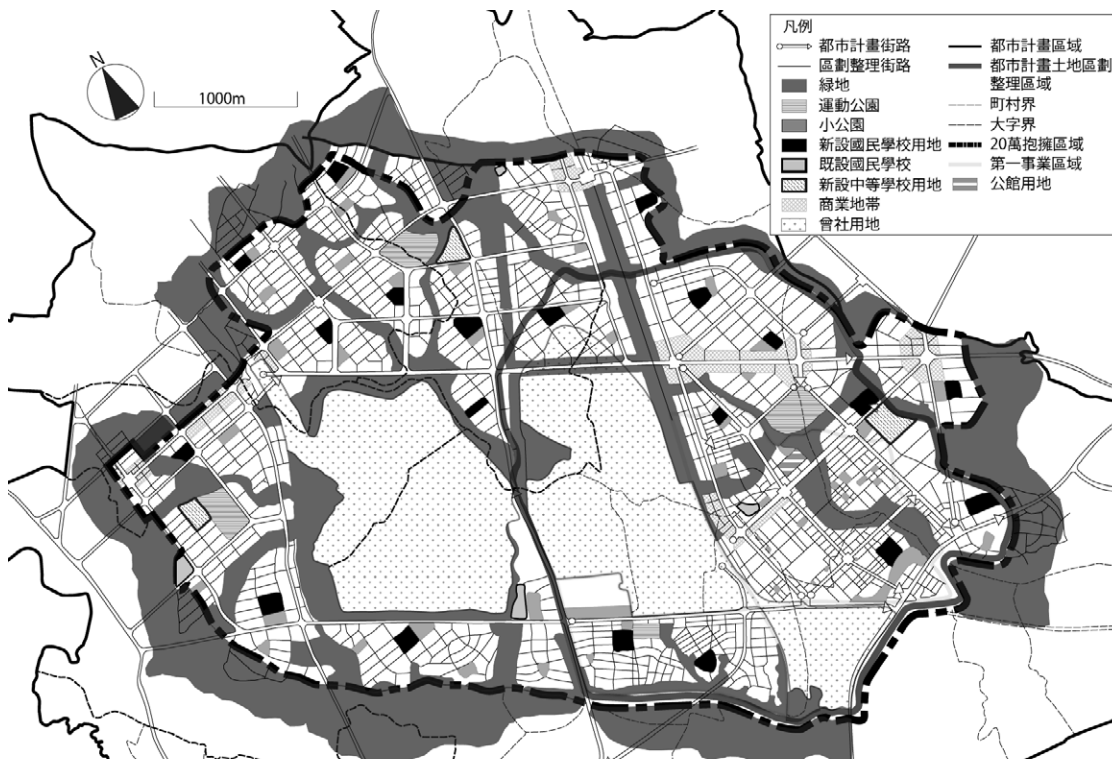 N
1000m
凡例
都市計畫街路
區劃整理街路
緑地
運動公園
小公園
新設國民學校用地
既設國民學校
新設中等學校用地
商業地帯
曾社用地
都市計畫區域
都市計畫土地區劃
整理區域
町村界
大字界
20萬抱擁區域
第一事業區域
公館用地